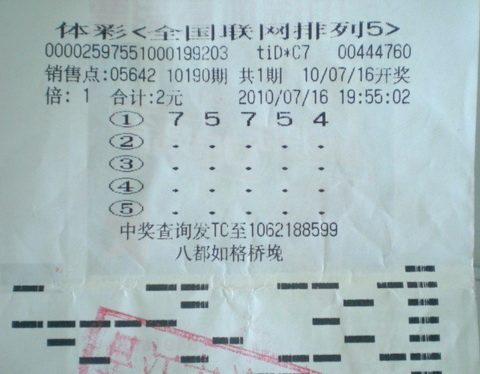 体彩<全国联网排列5>
00002597551000199203 tiD*C7 00444760
销售点:05642 10190期 共1期 10/07/16开奖
倍: 1 合计:2元 2010/07/16 19:55:02
① 7 5 7 5 4
② . . . . .
③ . . . . .
④ . . . . .
⑤ . . . . .
中奖查询发TC至1062188599
八都如格桥堍